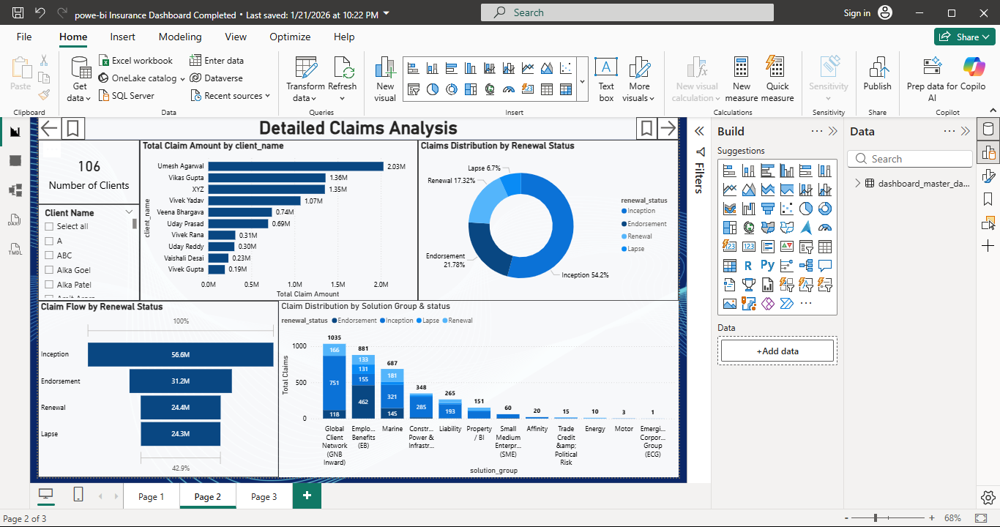 powe-bi Insurance Dashboard Completed • Last saved: 1/21/2026 at 10:22 PM
Search
Sign in
File
Home
Insert
Modeling
View
Optimize
Help
Share
Paste
Clipboard
Get data
Excel workbook
OneLake catalog
SQL Server
Enter data
Dataverse
Recent sources
Data
Transform data
Refresh
Queries
New visual
A
Text box
More visuals
Insert
New visual calculation
New measure
Quick measure
Calculations
Sensitivity
Sensitivity
Publish
Share
Prep data for AI
Copilo
Copilot
DAX
TMDL
Detailed Claims Analysis
106
Number of Clients
Client Name
Select all
A
ABC
Alka Goel
Alka Patel
Total Claim Amount by client_name
client_name
Umesh Agarwal 2.03M
Vikas Gupta 1.36M
XYZ 1.35M
Vivek Yadav 1.07M
Veena Bhargava 0.74M
Uday Prasad 0.69M
Vivek Rana 0.31M
Uday Reddy 0.30M
Vaishali Desai 0.23M
Vivek Gupta 0.19M
0.0M 0.5M 1.0M 1.5M 2.0M
Total Claim Amount
Claims Distribution by Renewal Status
Lapse 6.7%
Renewal 17.32%
Endorsement
21.78%
Inception 54.2%
renewal_status
Inception
Endorsement
Renewal
Lapse
Claim Flow by Renewal Status
100%
Inception 56.6M
Endorsement 31.2M
Renewal 24.4M
Lapse 24.3M
42.9%
Claim Distribution by Solution Group & status
renewal_status Endorsement Inception Lapse Renewal
Total Claims
1000
500
0
1035
166
751
118
881
133
131
155
462
687
181
321
145
348
285
265
193
151
60
20
15
10
3
1
Global Client Network (GNB Inward)
Emplo... Benefits (EB)
Marine
Constr... Power & Infrastr...
Liability
Property / BI
Small Medium Enterpr... (SME)
Affinity
Trade Credit &amp; Political Risk
Energy
Motor
Emergi... Corpor... Group (ECG)
solution_group
Filters
Build
Suggestions
123
123
R
Py
Data
+Add data
Data
Search
dashboard_master_da...
Page 1
Page 2
Page 3
+
Page 2 of 3
- + 68%